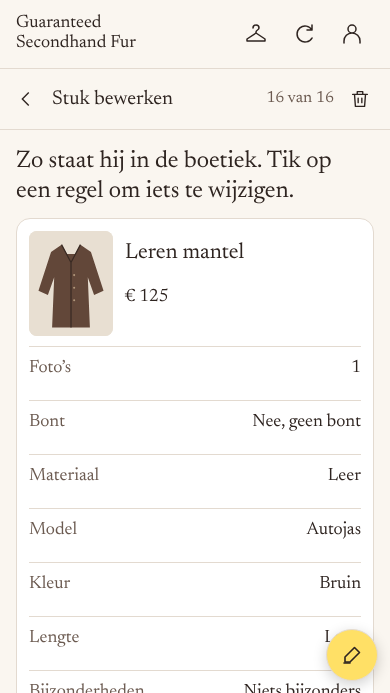 Guaranteed
Secondhand Fur
Stuk bewerken
16 van 16
Zo staat hij in de boetiek. Tik op
een regel om iets te wijzigen.
Leren mantel
€ 125
Foto's 1
Bont Nee, geen bont
Materiaal Leer
Model Autojas
Kleur Bruin
Lengte
Bijzonderheden Niets bijzonders